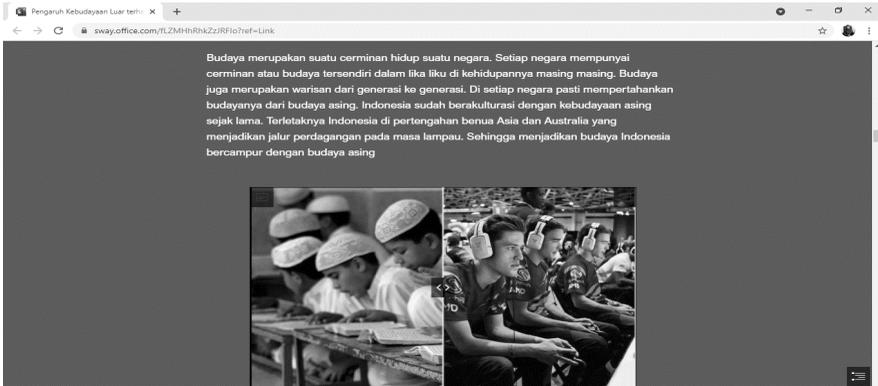 Pengaruh Kebudayaan Luar terha
sway.office.com/fLZMHhRhkZzJRFIo?ref=Link
Budaya merupakan suatu cerminan hidup suatu negara. Setiap negara mempunyai
cerminan atau budaya tersendiri dalam lika liku di kehidupannya masing masing. Budaya
juga merupakan warisan dari generasi ke generasi. Di setiap negara pasti mempertahankan
budayanya dari budaya asing. Indonesia sudah berakulturasi dengan kebudayaan asing
sejak lama. Terletaknya Indonesia di pertengahan benua Asia dan Australia yang
menjadikan jalur perdagangan pada masa lampau. Sehingga menjadikan budaya Indonesia
bercampur dengan budaya asing